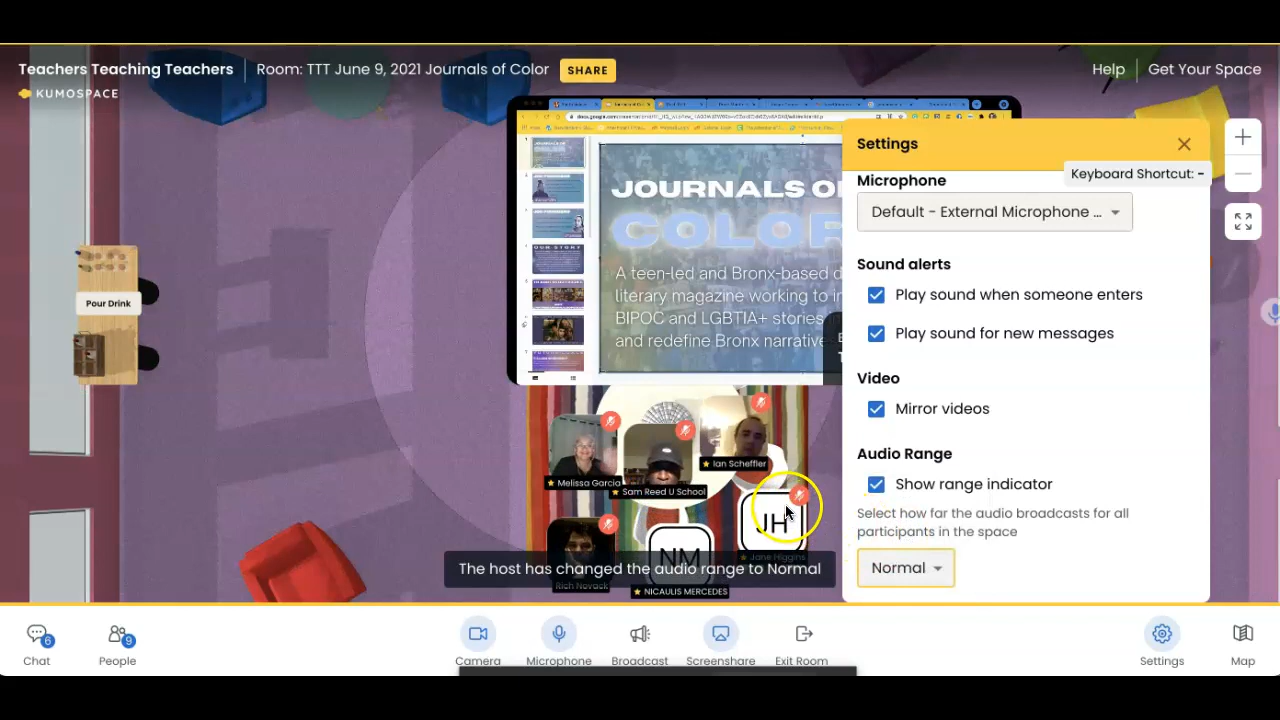 Teachers Teaching Teachers
Room: TTT June 9, 2021 Journals of Color
SHARE
Help
Get Your Space
KUMOSPACE
Settings
Keyboard Shortcut: -
Microphone
Default - External Microphone ...
Sound alerts
Play sound when someone enters
Play sound for new messages
Video
Mirror videos
Audio Range
Show range indicator
Select how far the audio broadcasts for all
participants in the space
Normal
JOURNALS O
COLOR
A teen-led and Bronx-based d
literary magazine working to i
BIPOC and LGBTIA+ stories
and redefine Bronx narrative
Pour Drink
Melissa Garcia
Sam Reed U School
Ian Scheffler
JH
Jane Higgins
NM
Rich Novack
NICAULIS MERCEDES
The host has changed the audio range to Normal
Chat
6
People
9
Camera
Microphone
Broadcast
Screenshare
Exit Room
Settings
Map